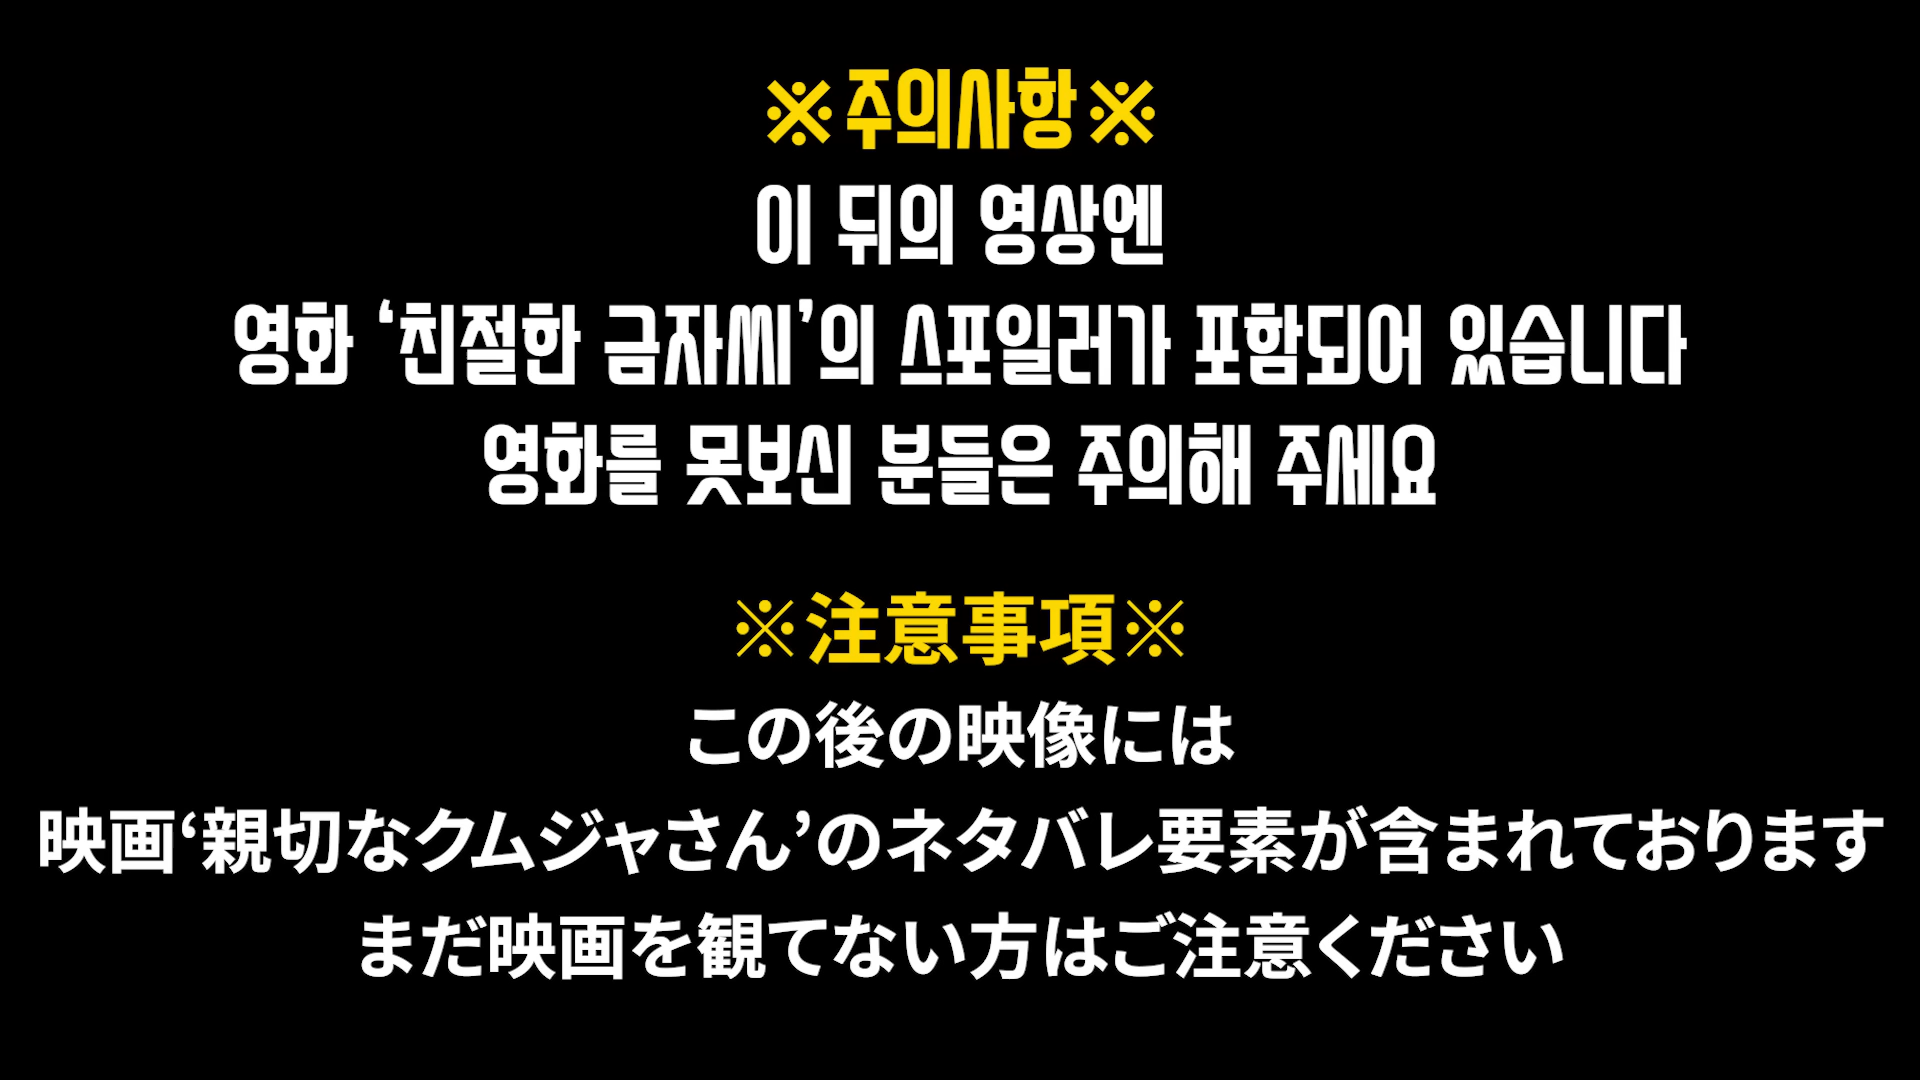 ※주의사항※
이 뒤의 영상엔
영화 ‘친절한 금자씨’의 스포일러가 포함되어 있습니다
영화를 못보신 분들은 주의해 주세요
※注意事項※
この後の映像には
映画‘親切なクムジャさん’のネタバレ要素が含まれております
まだ映画を観てない方はご注意ください